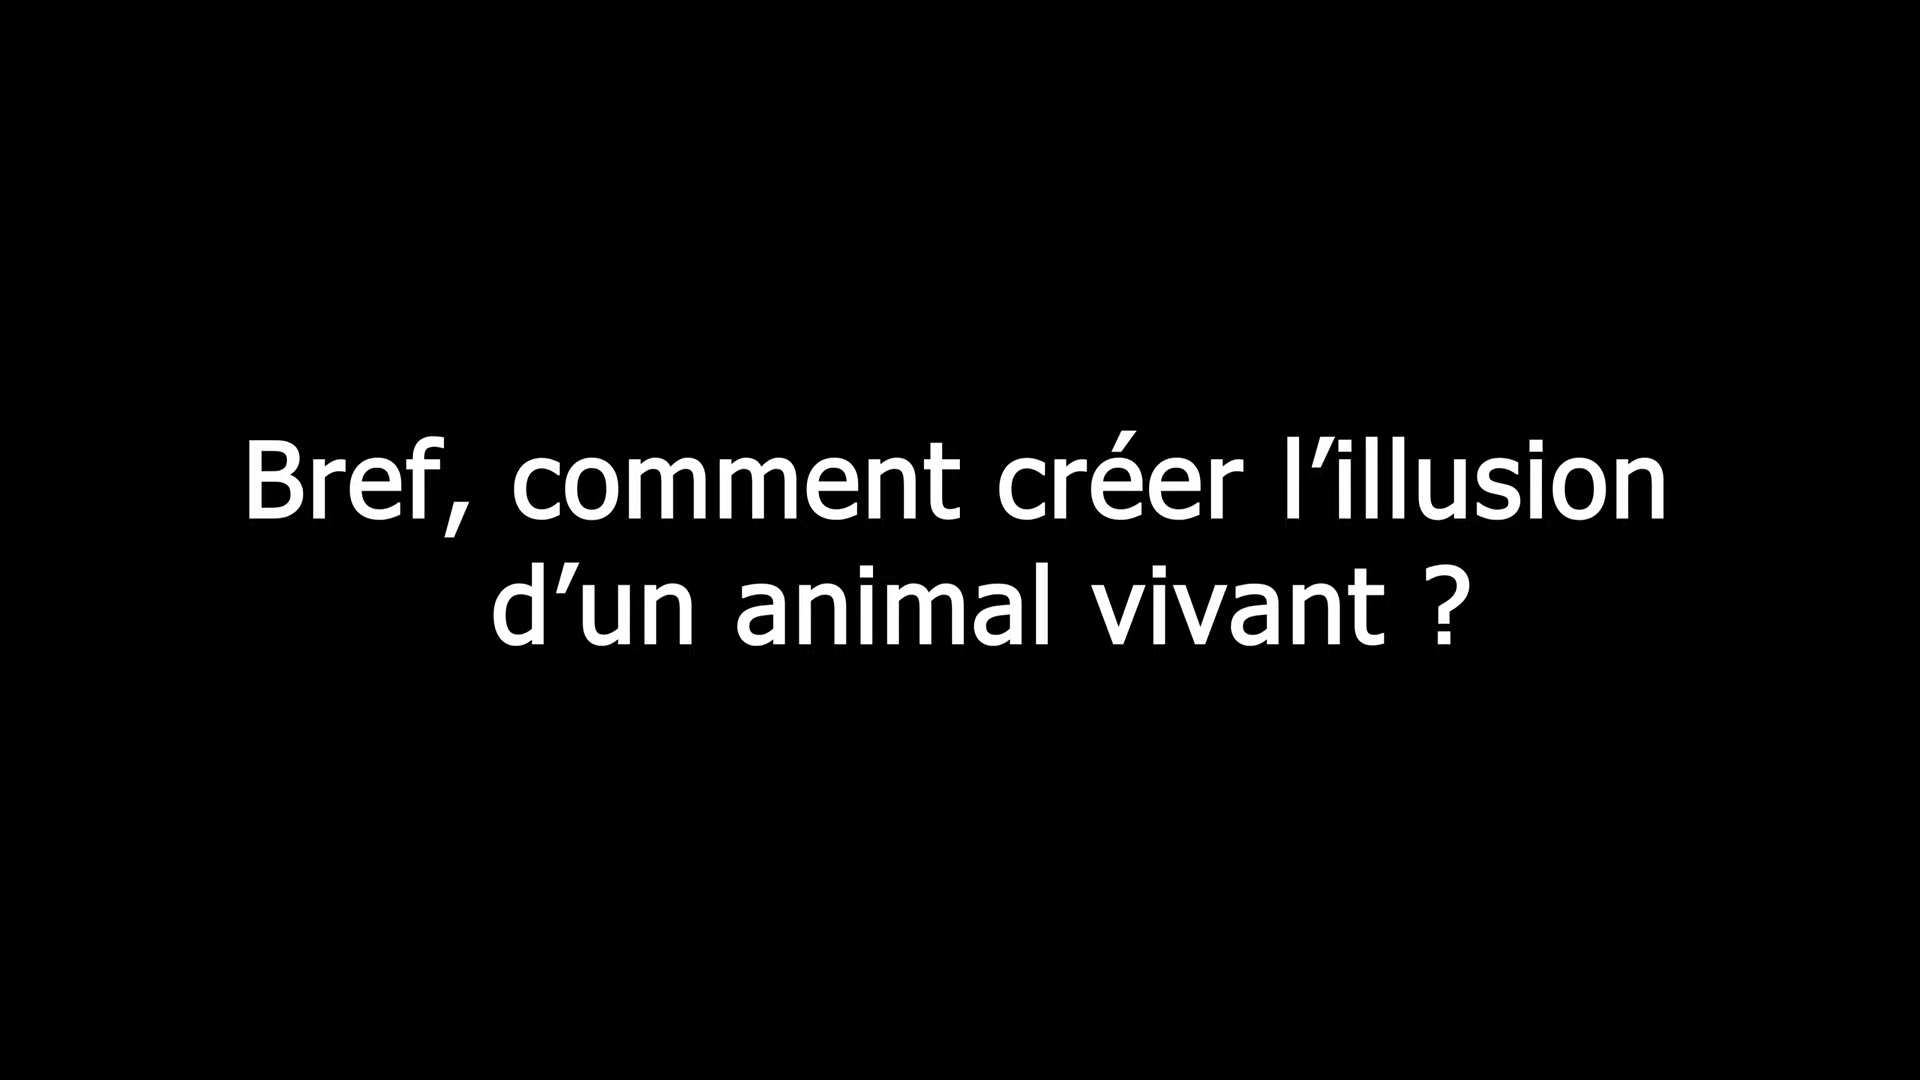 Bref, comment créer l’illusion
d’un animal vivant ?